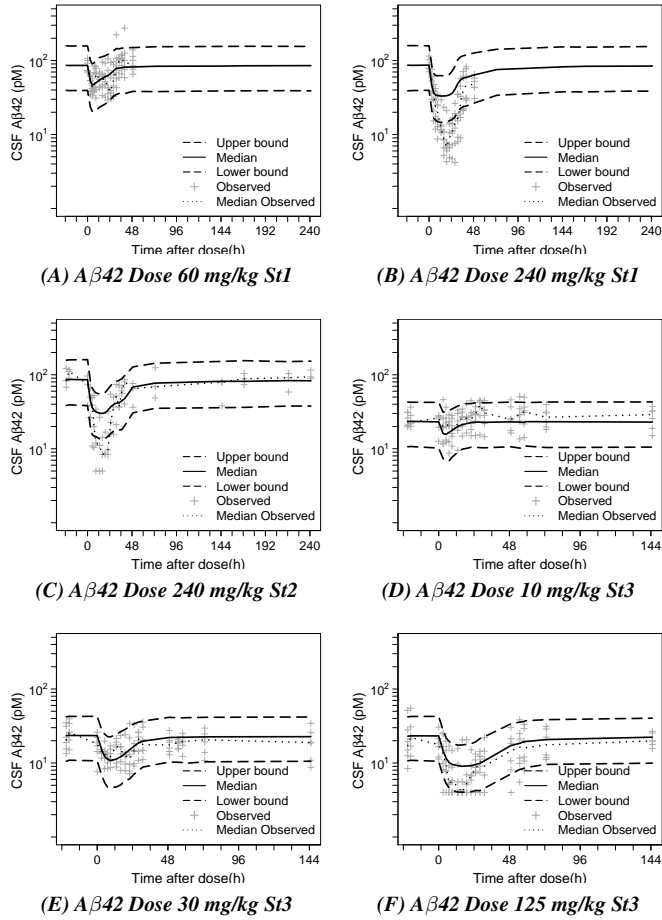 CSF Aβ42 (pM)
10²
10¹
Upper bound
Median
Lower bound
Observed
Median Observed
0 48 96 144 192 240
Time after dose(h)
(A) Aβ42 Dose 60 mg/kg St1
CSF Aβ42 (pM)
10²
10¹
Upper bound
Median
Lower bound
Observed
Median Observed
0 48 96 144 192 240
Time after dose(h)
(B) Aβ42 Dose 240 mg/kg St1
CSF Aβ42 (pM)
10²
10¹
Upper bound
Median
Lower bound
Observed
Median Observed
0 48 96 144 192 240
Time after dose(h)
(C) Aβ42 Dose 240 mg/kg St2
CSF Aβ42 (pM)
10²
10¹
Upper bound
Median
Lower bound
Observed
Median Observed
0 48 96 144
Time after dose(h)
(D) Aβ42 Dose 10 mg/kg St3
CSF Aβ42 (pM)
10²
10¹
Upper bound
Median
Lower bound
Observed
Median Observed
0 48 96 144
Time after dose(h)
(E) Aβ42 Dose 30 mg/kg St3
CSF Aβ42 (pM)
10²
10¹
Upper bound
Median
Lower bound
Observed
Median Observed
0 48 96 144
Time after dose(h)
(F) Aβ42 Dose 125 mg/kg St3